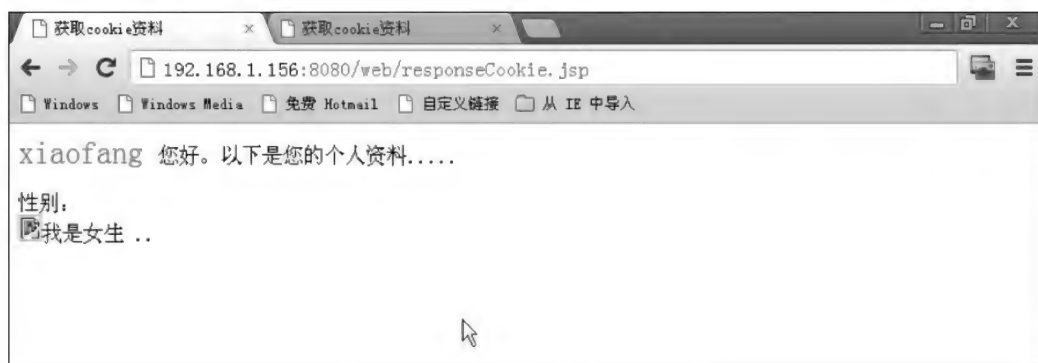 获取cookie资料 × 获取cookie资料 ×
192.168.1.156:8080/web/responseCookie.jsp
Windows Windows Media 免费 Hotmail 自定义链接 从 IE 中导入
xiaofang 您好。以下是您的个人资料.....
性别:
我是女生 ..